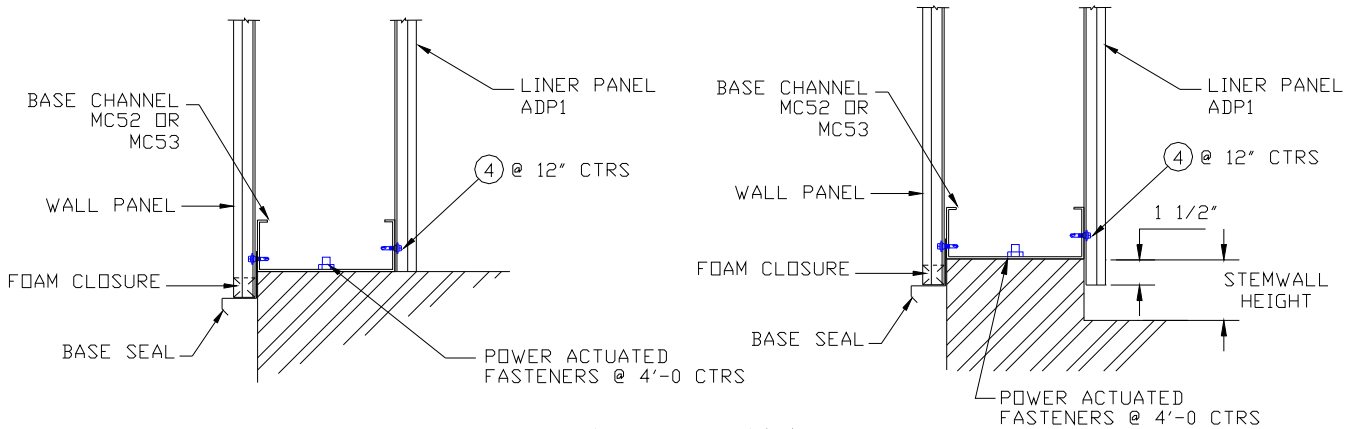 LINER PANEL
ADP1
BASE CHANNEL
MC52 OR
MC53
4 @ 12" CTRS
WALL PANEL
FOAM CLOSURE
BASE SEAL
POWER ACTUATED
FASTENERS @ 4'-0 CTRS
LINER PANEL
ADP1
BASE CHANNEL
MC52 OR
MC53
4 @ 12" CTRS
WALL PANEL
1 1/2"
FOAM CLOSURE
STEMWALL
HEIGHT
BASE SEAL
POWER ACTUATED
FASTENERS @ 4'-0 CTRS